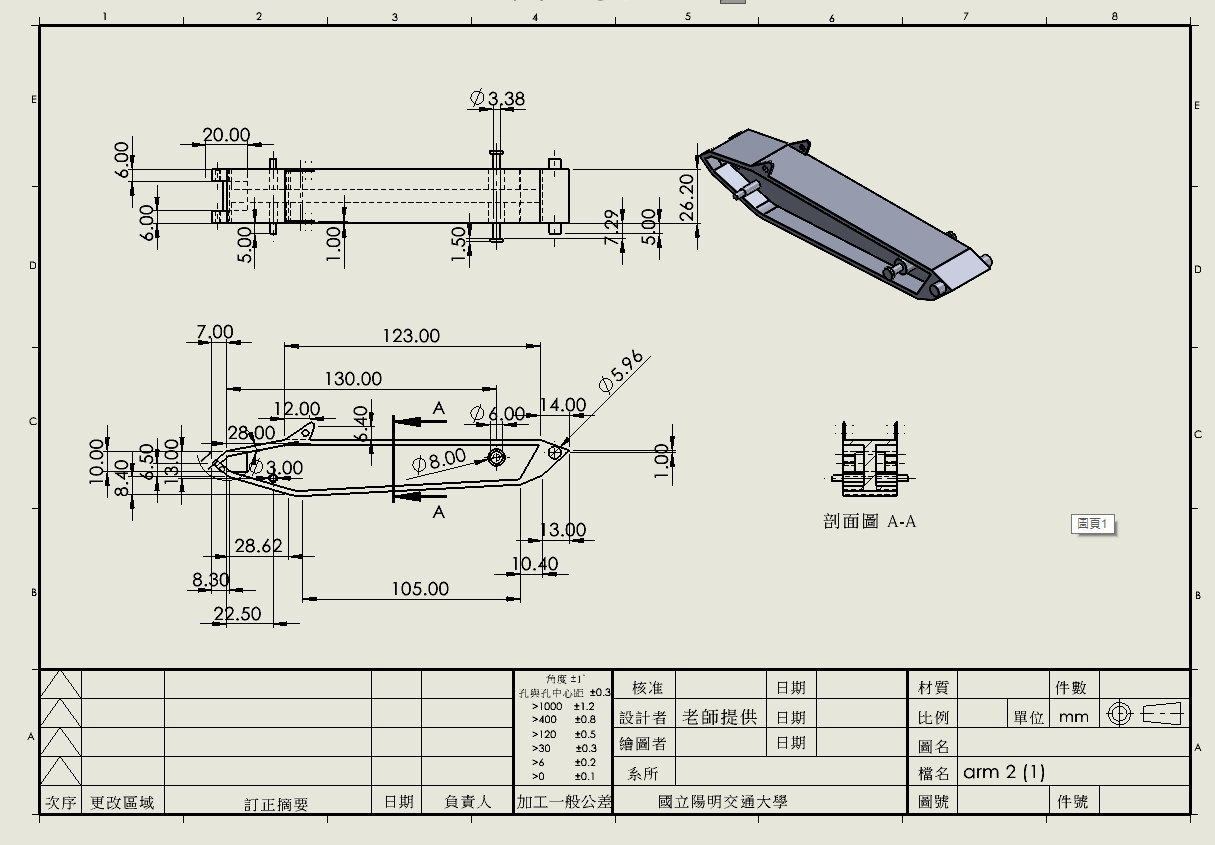 1 2 3 4 5 6 7 8
E E
D D
C C
B B
A A
Ø3.38
20.00
6.00
6.00
5.00
1.00
1.50
7.29
5.00
26.20
7.00
123.00
130.00
Ø5.96
12.00
6.40
A
Ø6.00
14.00
28.00
10.00
8.40
6.50
13.00
Ø3.00
Ø8.00
1.00
A
28.62
13.00
10.40
8.30
105.00
22.50
剖面圖 A-A
圖頁1
角度 ±1°
孔與孔中心距 ±0.3
>1000 ±1.2
>400 ±0.8
>120 ±0.5
>30 ±0.3
>6 ±0.2
>0 ±0.1
加工一般公差
核准 日期
設計者 老師提供 日期
繪圖者 日期
系所
國立陽明交通大學
材質 件數
比例 單位 mm
圖名
檔名 arm 2 (1)
圖號 件號
次序 更改區域 訂正摘要 日期 負責人